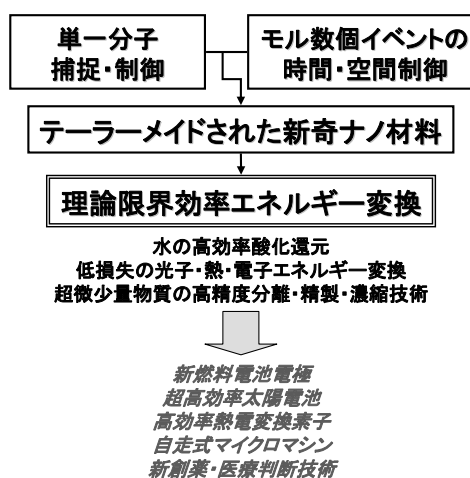 単一分子
捕捉・制御
モル数個イベントの
時間・空間制御
テーラーメイドされた新奇ナノ材料
理論限界効率エネルギー変換
水の高効率酸化還元
低損失の光子・熱・電子エネルギー変換
超微少量物質の高精度分離・精製・濃縮技術
新燃料電池電極
超高効率太陽電池
高効率熱電変換素子
自走式マイクロマシン
新創薬・医療判断技術